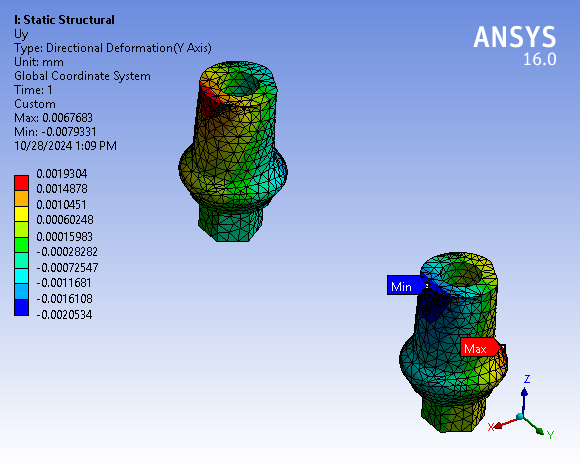 I: Static Structural
Uy
Type: Directional Deformation(Y Axis)
Unit: mm
Global Coordinate System
Time: 1
Custom
Max: 0.0067683
Min: -0.0079331
10/28/2024 1:09 PM
ANSYS
16.0
0.0019304
0.0014878
0.0010451
0.00060248
0.00015983
-0.00028282
-0.00072547
-0.0011681
-0.0016108
-0.0020534
Min
Max
Z
X
Y